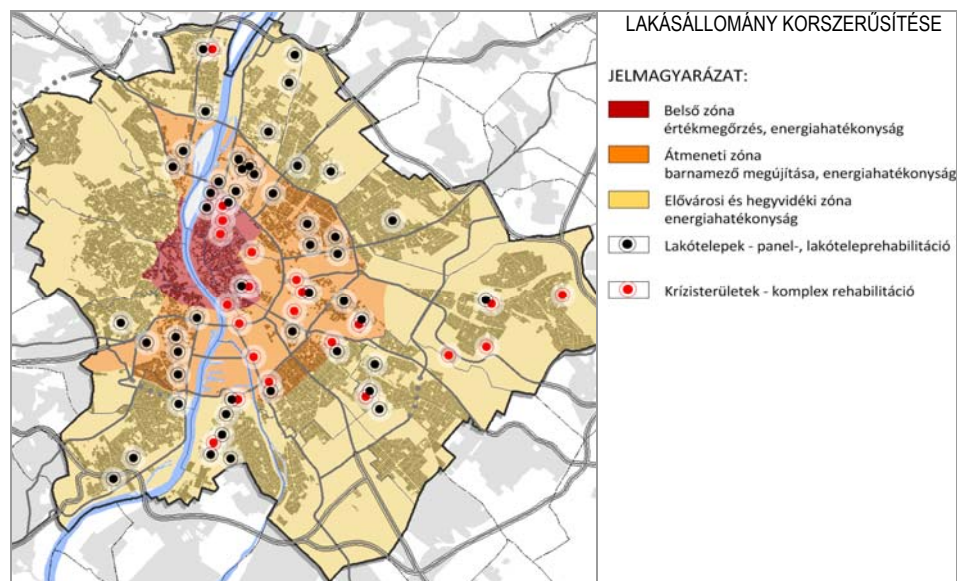 LAKÁSÁLLOMÁNY KORSZERŰSÍTÉSE
JELMAGYARÁZAT:
Belső zóna
értékmegőrzés, energiahatékonyság
Átmeneti zóna
barnamező megújítása, energiahatékonyság
Elővárosi és hegyvidéki zóna
energiahatékonyság
Lakótelepek - panel-, lakóteleprehabilitáció
Krízisterületek - komplex rehabilitáció